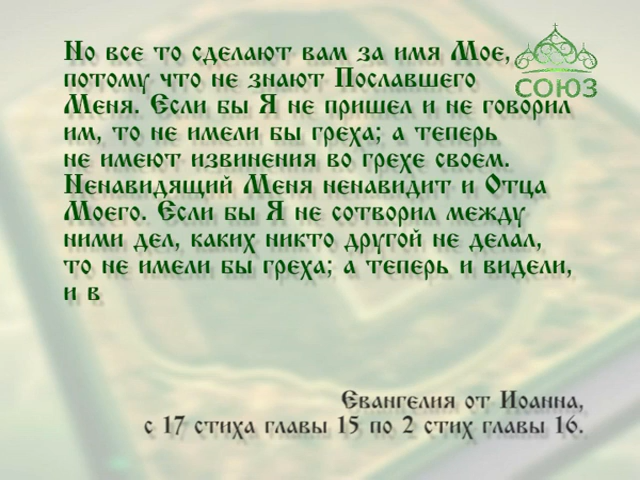 Но все то сделают вам за имя Мое,
СОЮЗ
потому что не знают Пославшего
Меня. Если бы Я не пришел и не говорил
им, то не имели бы греха; а теперь
не имеют извинения во грехе своем.
Ненавидящий Меня ненавидит и Отца
Моего. Если бы Я не сотворил между
ними дел, каких никто другой не делал,
то не имели бы греха; а теперь и видели,
и в
Евангелия от Иоанна,
с 17 стиха главы 15 по 2 стих главы 16.